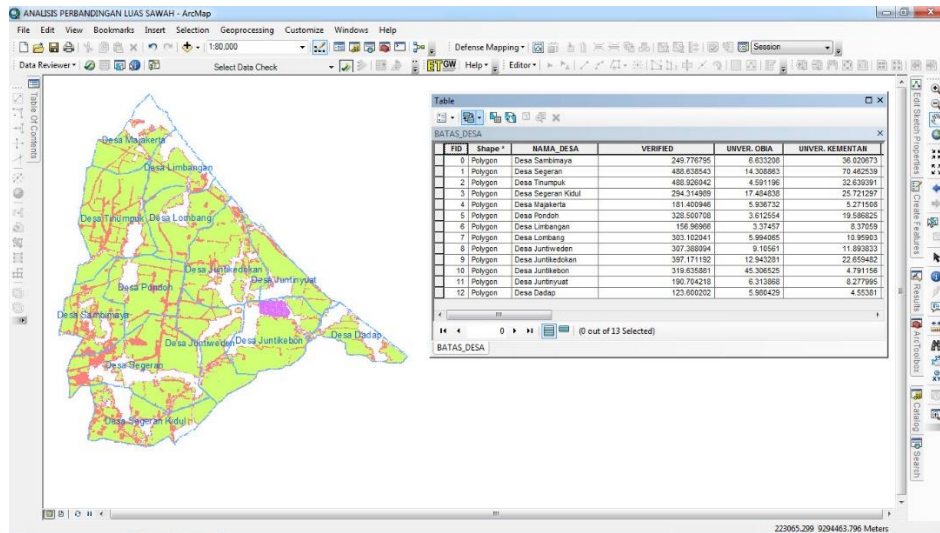 ANALISIS PERBANDINGAN LUAS SAWAH - ArcMap
File Edit View Bookmarks Insert Selection Geoprocessing Customize Windows Help
1:80,000 Defense Mapping Session
Data Reviewer Select Data Check ETGW Help Editor
Table Of Contents
Desa Majakerta
Desa Limbangan
Desa Tinumpuk Desa Lombang
Desa Juntikedokan
Desa Juntinyuat
Desa Pondoh
Desa Sambimaya
Desa Juntiweden Desa Juntikebon Desa Dadap
Desa Segeran
Desa Segeran Kidul
Table
BATAS_DESA
FID Shape * NAMA_DESA VERIFIED UNVER. OBIA UNVER. KEMENTAN
0 Polygon Desa Sambimaya 249.776795 6.633208 36.020673
1 Polygon Desa Segeran 488.638543 14.308863 70.462539
2 Polygon Desa Tinumpuk 488.926042 4.591196 22.639391
3 Polygon Desa Segeran Kidul 294.314989 17.484838 25.721297
4 Polygon Desa Majakerta 181.400946 5.936732 5.271508
5 Polygon Desa Pondoh 328.500708 3.612554 19.586825
6 Polygon Desa Limbangan 156.96966 3.37457 8.37059
7 Polygon Desa Lombang 303.102041 5.994065 10.95903
8 Polygon Desa Juntiweden 307.388094 9.10561 11.893833
9 Polygon Desa Juntikedokan 397.171192 12.943281 22.659482
10 Polygon Desa Juntikebon 319.635881 45.306525 4.791156
11 Polygon Desa Juntinyuat 190.704218 6.313868 8.277995
12 Polygon Desa Dadap 123.600202 5.980429 4.55361
0 (0 out of 13 Selected)
BATAS_DESA
Edit Sketch Properties
Create Features
Results
ArcToolbox
Catalog
Search
223065.299 9294463.796 Meters